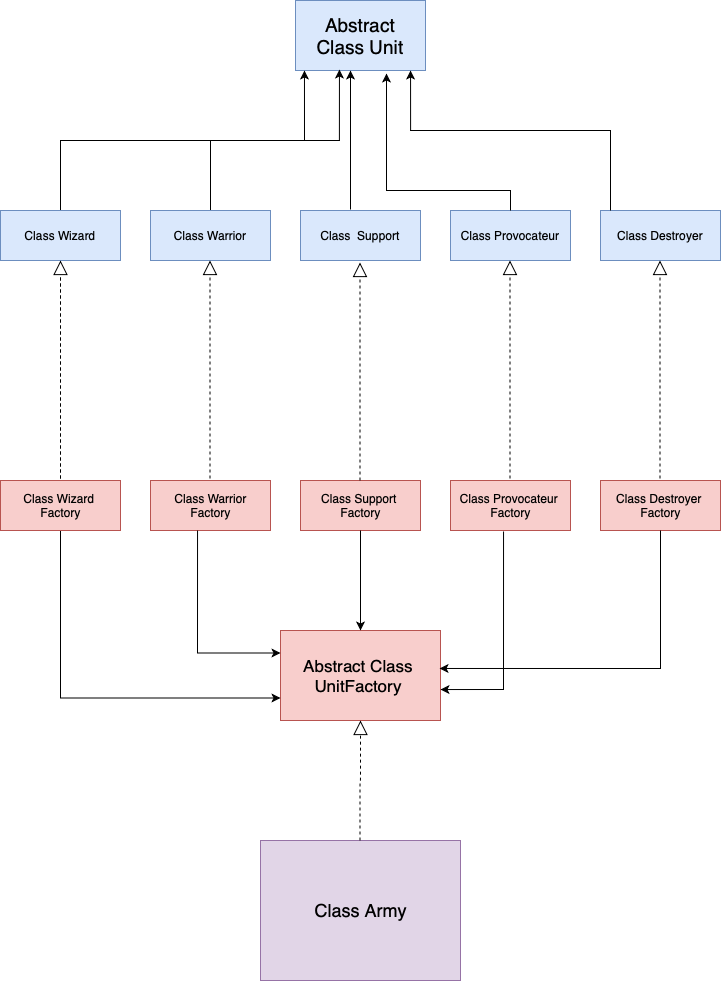 Abstract
Class Unit
Class Wizard
Class Warrior
Class  Support
Class Provocateur
Class Destroyer
Class Wizard
Factory
Class Warrior
Factory
Class Support
Factory
Class Provocateur
Factory
Class Destroyer
Factory
Abstract Class
UnitFactory
Class Army